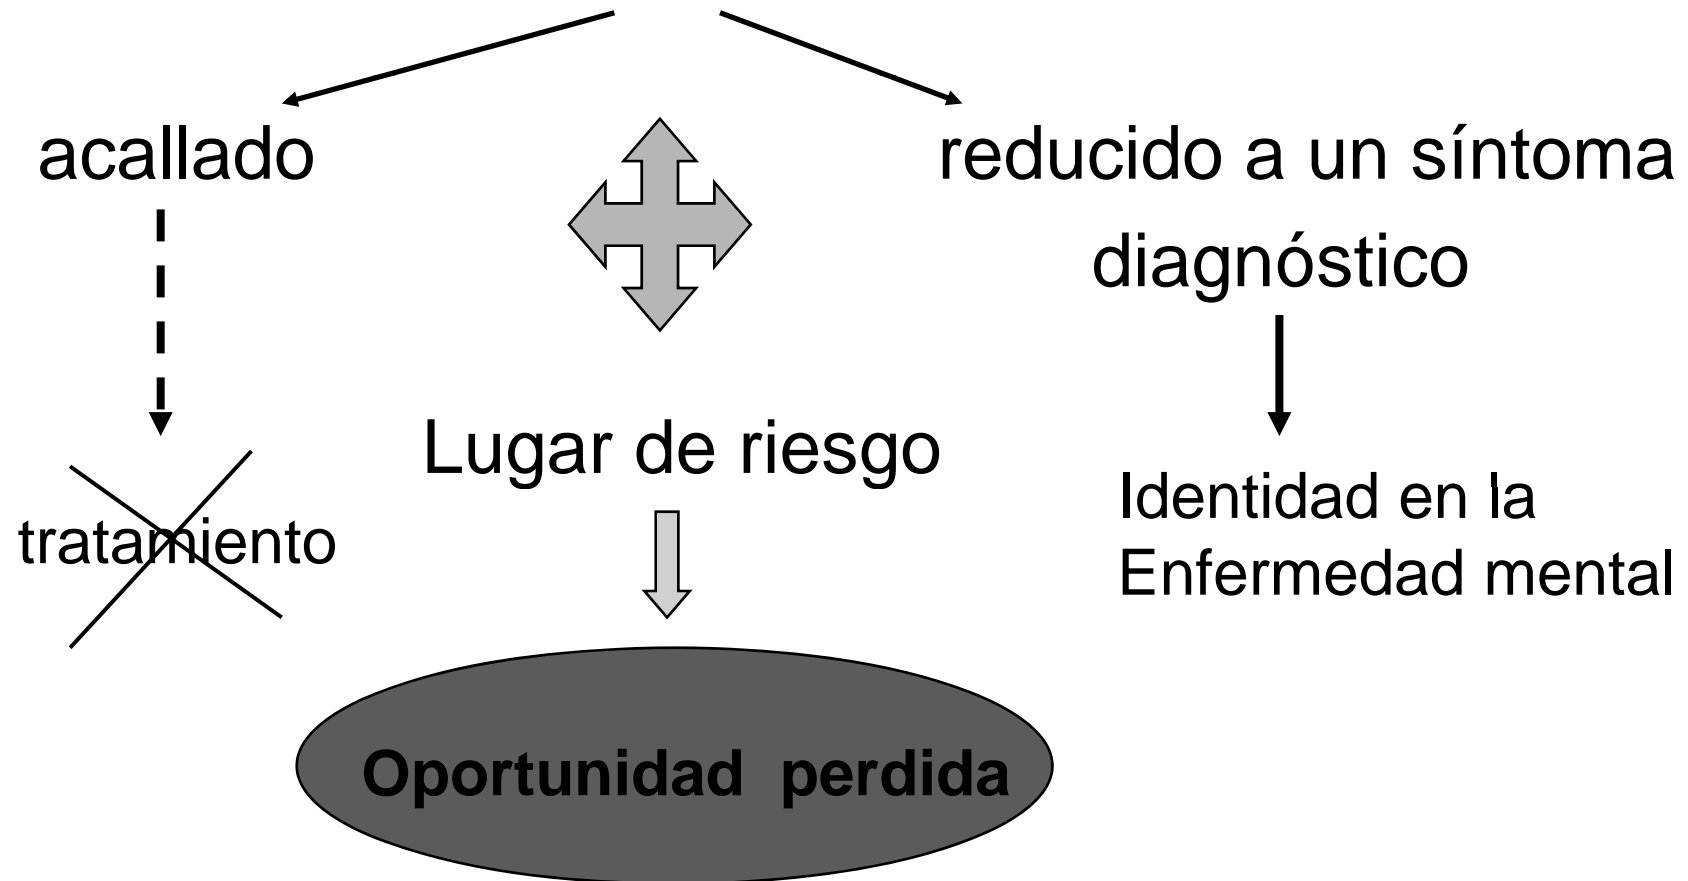 acallado
reducido a un síntoma
diagnóstico
Lugar de riesgo
tratamiento
Identidad en la
Enfermedad mental
Oportunidad perdida